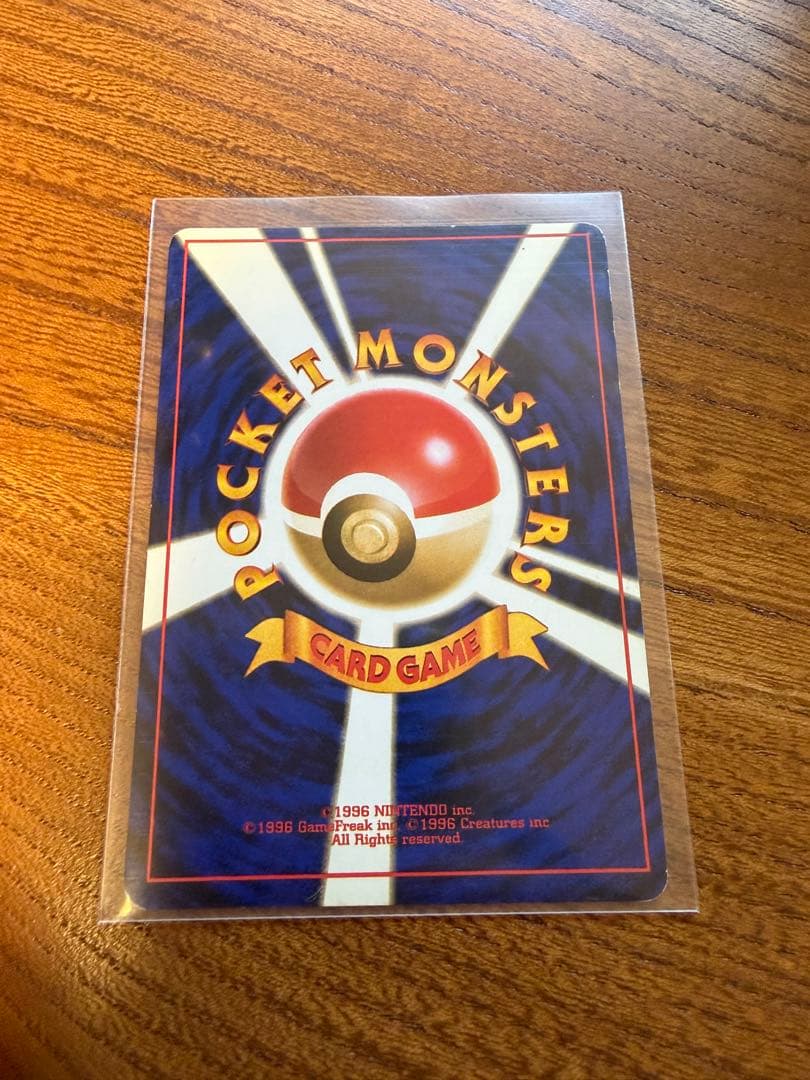 POCKET MONSTERS
CARD GAME
©1996 NINTENDO inc.
©1996 GameFreak inc. ©1996 Creatures inc
All Rights reserved.